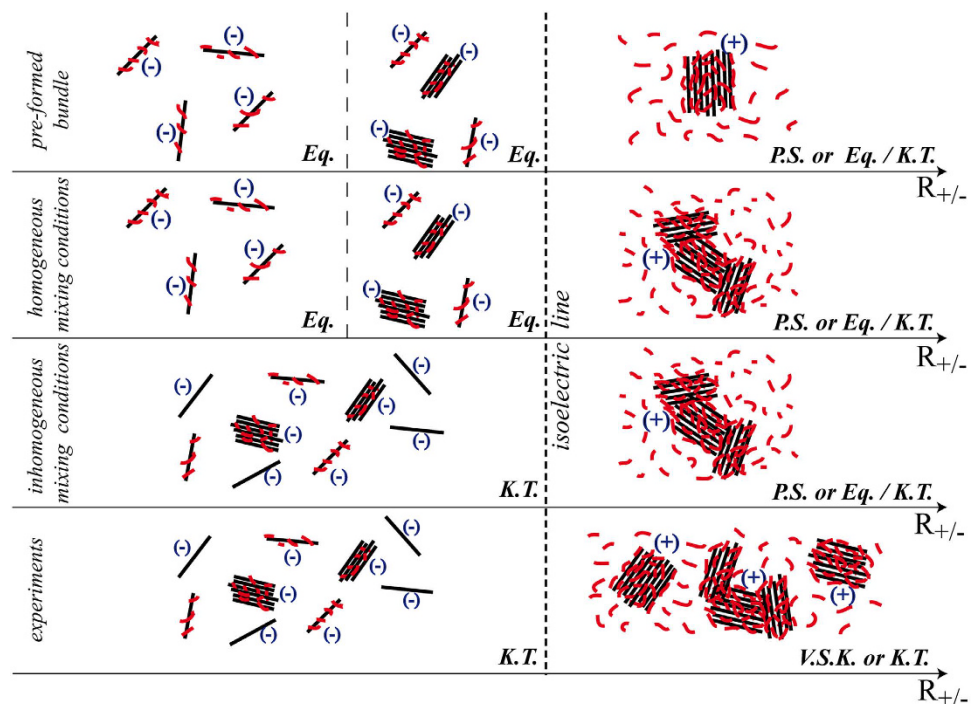 pre-formed
bundle
(-)
(-)
(-)
(-)
Eq.
(-)
(-)
(-)
(-)
Eq.
(+)
P.S. or Eq. / K.T.
R+/-
homogeneous
mixing conditions
(-)
(-)
(-)
(-)
Eq.
(-)
(-)
(-)
(-)
Eq.
isoelectric line
(+)
P.S. or Eq. / K.T.
R+/-
inhomogeneous
mixing conditions
(-)
(-)
(-)
(-)
(-)
(-)
(-)
(-)
K.T.
(+)
P.S. or Eq. / K.T.
R+/-
experiments
(-)
(-)
(-)
(-)
(-)
(-)
(-)
(-)
K.T.
(+)
(+)
(+)
V.S.K. or K.T.
R+/-